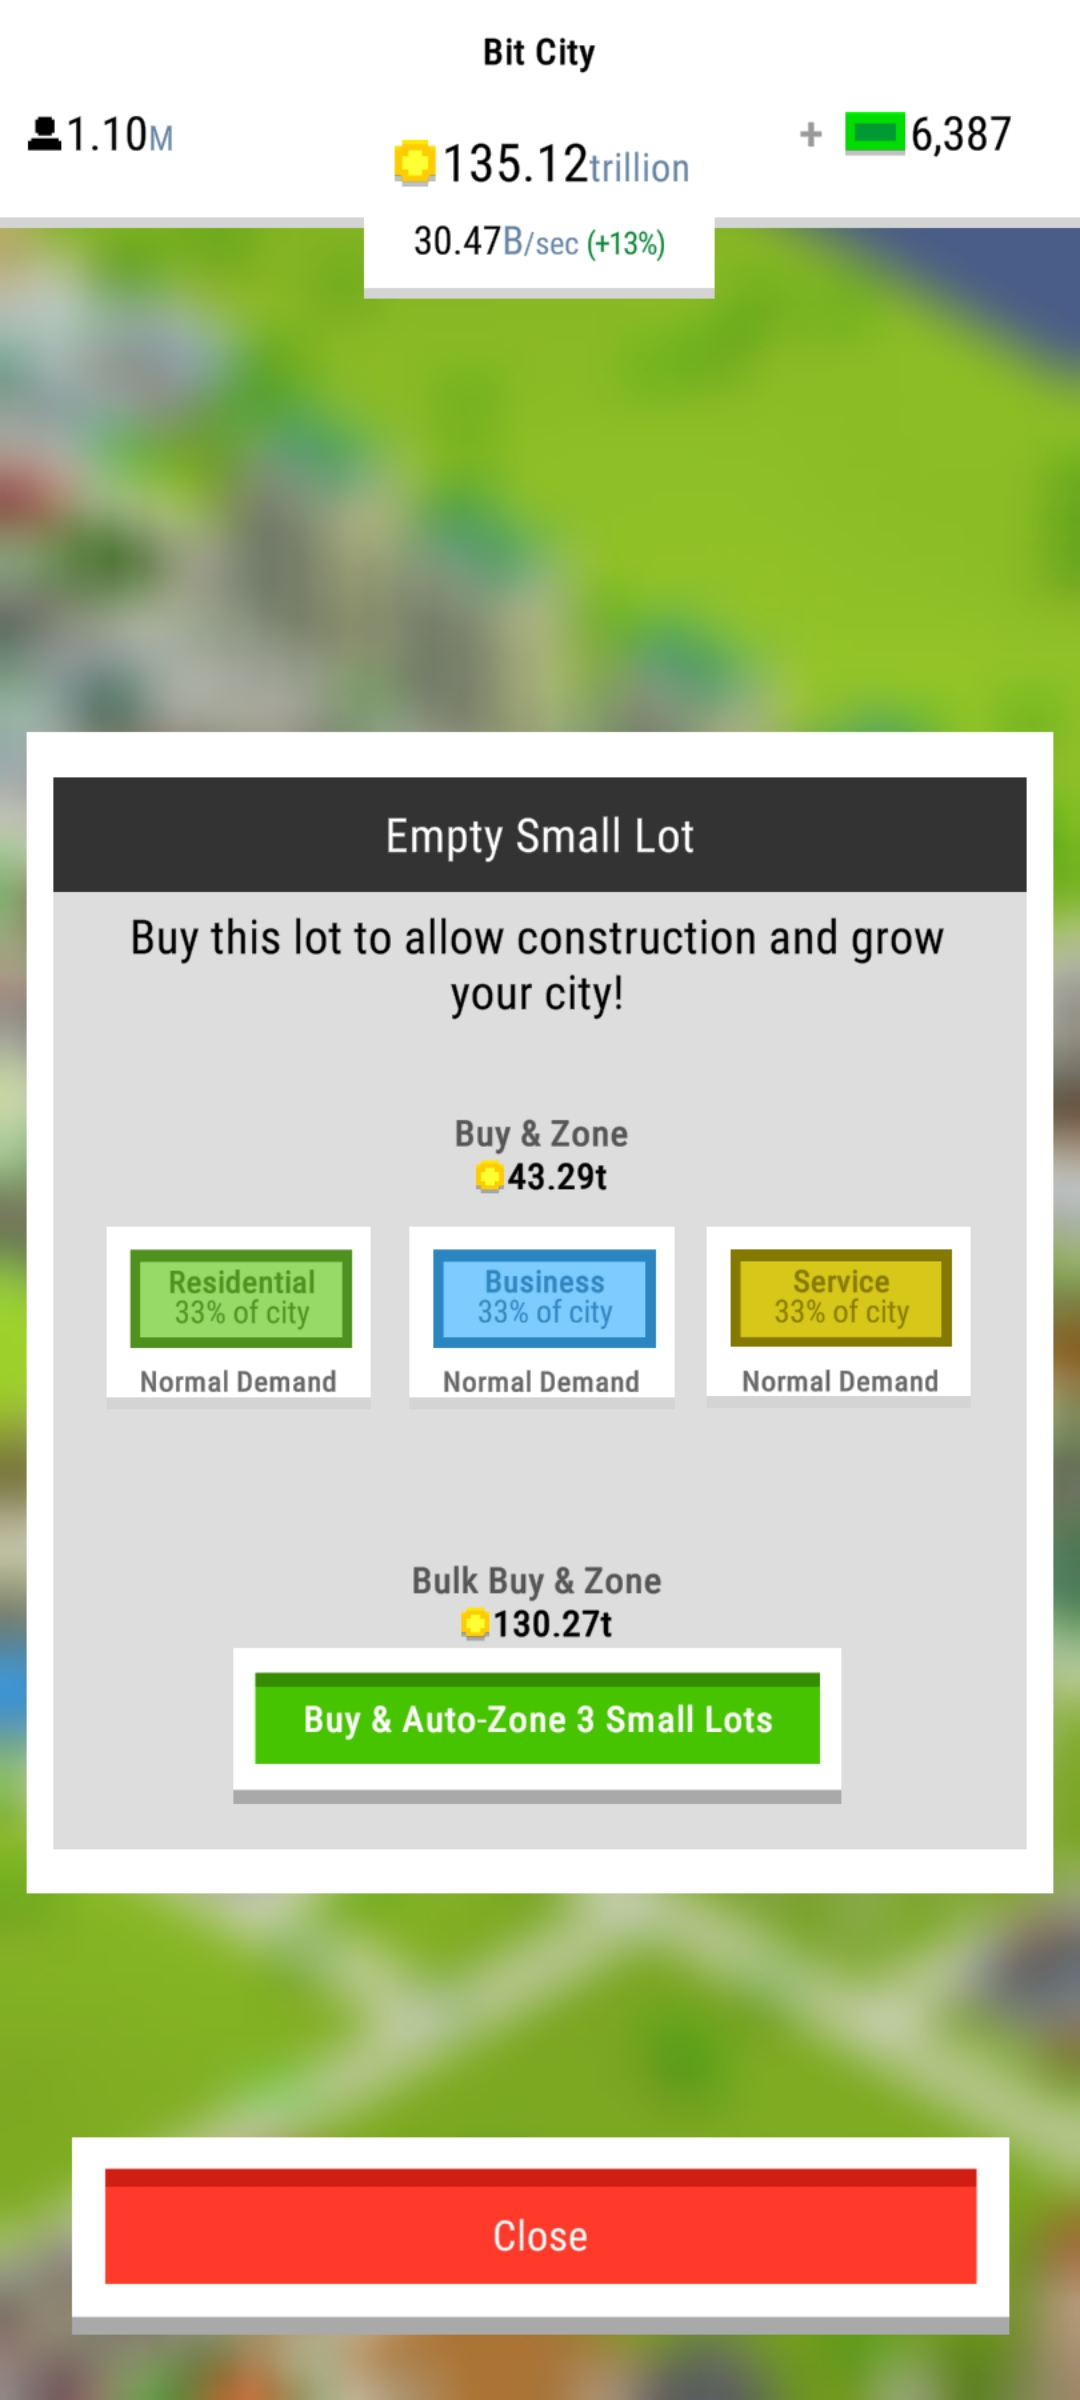 Bit City
1.10M
+ 6,387
135.12trillion
30.47B/sec (+13%)
Empty Small Lot
Buy this lot to allow construction and grow
your city!
Buy & Zone
43.29t
Residential
33% of city
Normal Demand
Business
33% of city
Normal Demand
Service
33% of city
Normal Demand
Bulk Buy & Zone
130.27t
Buy & Auto-Zone 3 Small Lots
Close